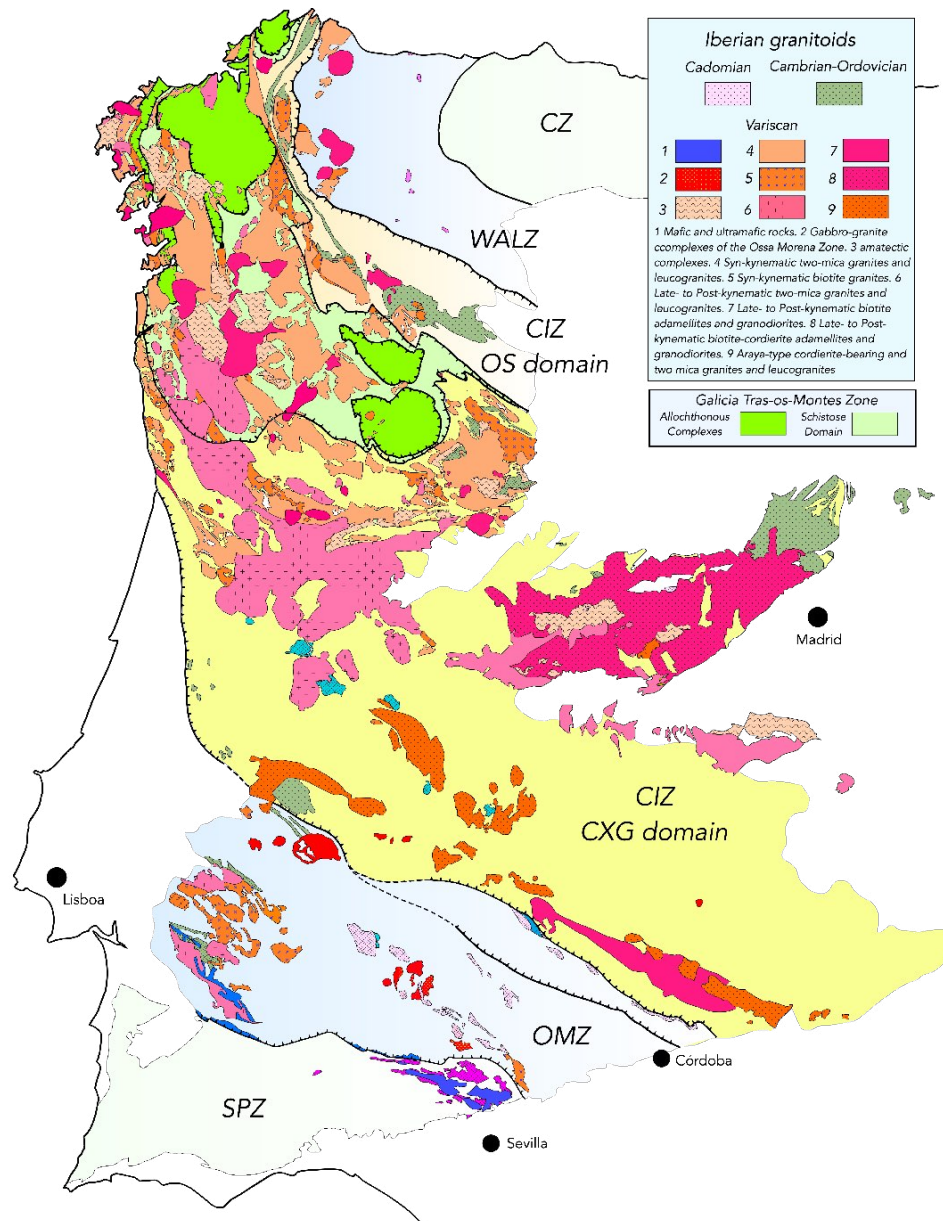 Iberian granitoids
Cadomian Cambrian-Ordovician
Variscan
1 4 7
2 5 8
3 6 9
1 Mafic and ultramafic rocks. 2 Gabbro-granite
ccomplexes of the Ossa Morena Zone. 3 amatectic
complexes. 4 Syn-kynematic two-mica granites and
leucogranites. 5 Syn-kynematic biotite granites. 6
Late- to Post-kynematic two-mica granites and
leucogranites. 7 Late- to Post-kynematic biotite
adamellites and granodiorites. 8 Late- to Post-
kynematic biotite-cordierite adamellites and
granodiorites. 9 Araya-type cordierite-bearing and
two mica granites and leucogranites
Galicia Tras-os-Montes Zone
Allochthonous Complexes
Schistose Domain
CZ
WALZ
CIZ
OS domain
Madrid
CIZ
CXG domain
Lisboa
OMZ
Córdoba
SPZ
Sevilla